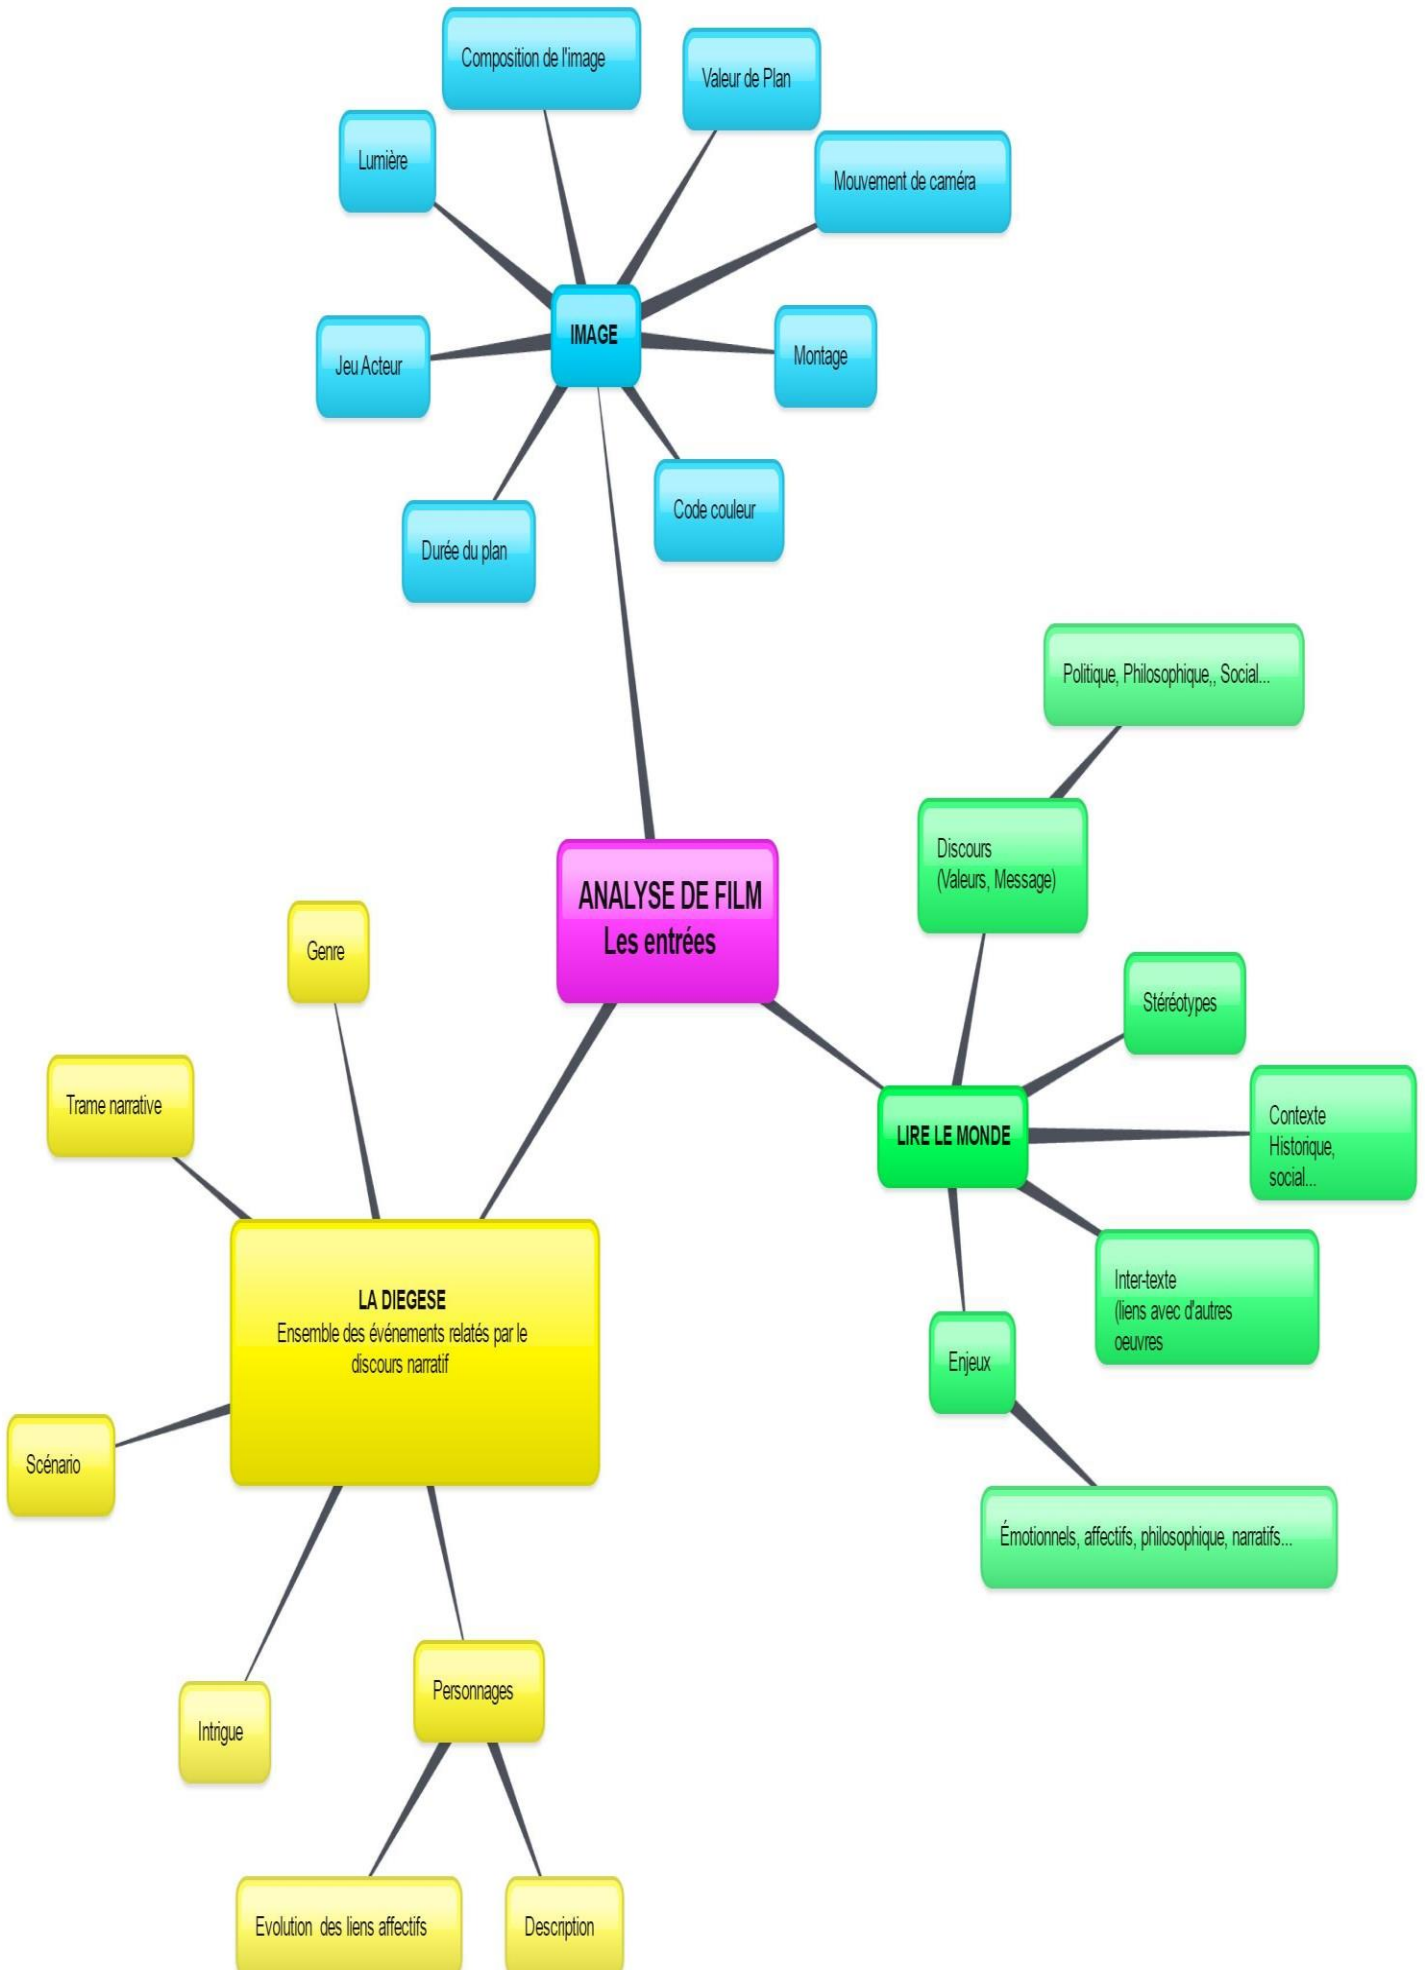 Composition de l'image
Valeur de Plan
Lumière
Mouvement de caméra
IMAGE
Jeu Acteur
Montage
Code couleur
Durée du plan
Politique, Philosophique,, Social...
Discours
(Valeurs, Message)
ANALYSE DE FILM
Les entrées
Genre
Stéréotypes
Trame narrative
LIRE LE MONDE
Contexte
Historique,
social...
Inter-texte
(liens avec d'autres
oeuvres
LA DIEGESE
Ensemble des événements relatés par le
discours narratif
Enjeux
Scénario
Émotionnels, affectifs, philosophique, narratifs...
Personnages
Intrigue
Evolution  des liens affectifs
Description